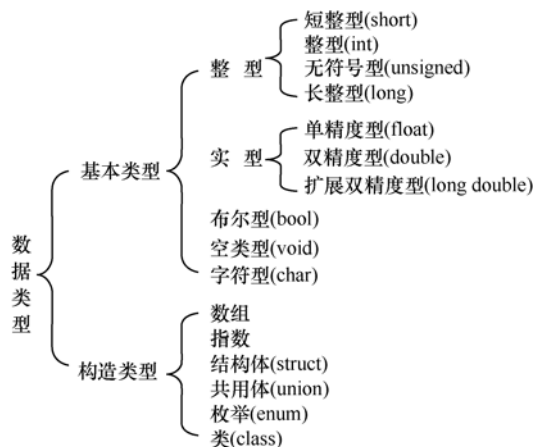 数据类型
基本类型
整 型
短整型(short)
整型(int)
无符号型(unsigned)
长整型(long)
实 型
单精度型(float)
双精度型(double)
扩展双精度型(long double)
布尔型(bool)
空类型(void)
字符型(char)
构造类型
数组
指数
结构体(struct)
共用体(union)
枚举(enum)
类(class)